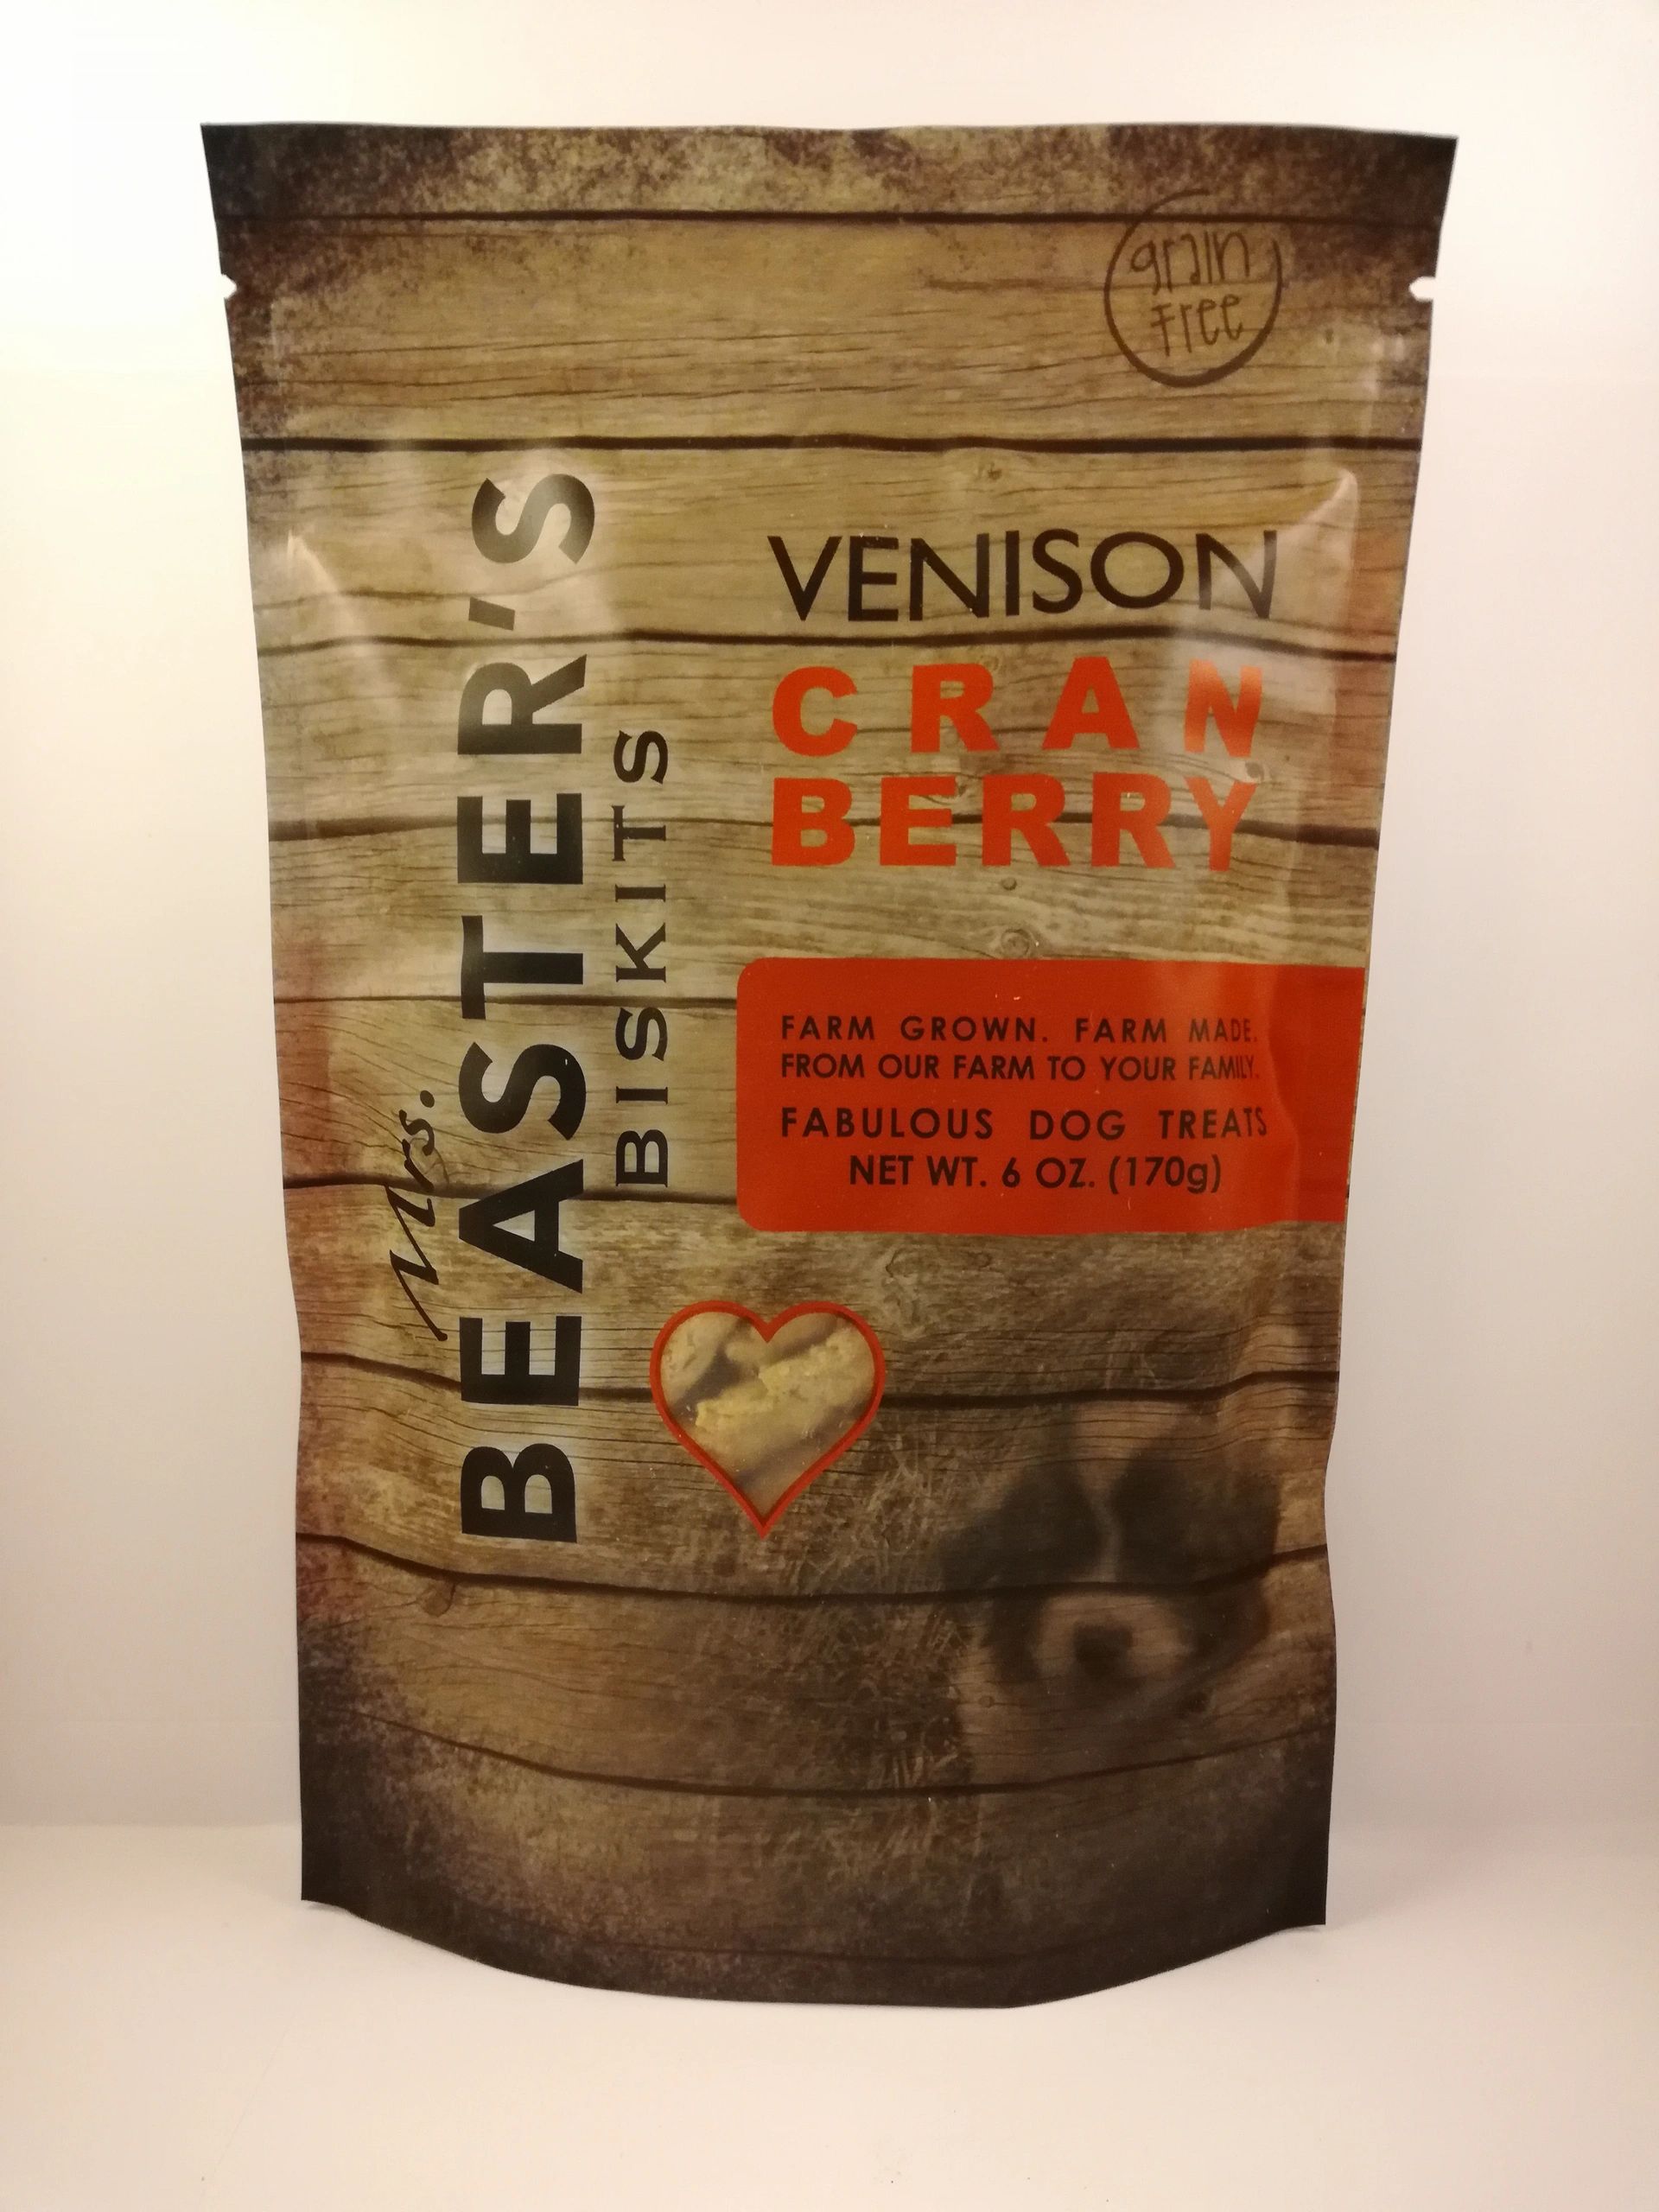 grain
Free
Mrs.
BEASTER'S
BISKITS
VENISON
CRAN
BERRY
FARM GROWN. FARM MADE.
FROM OUR FARM TO YOUR FAMILY.
FABULOUS DOG TREATS
NET WT. 6 OZ. (170g)